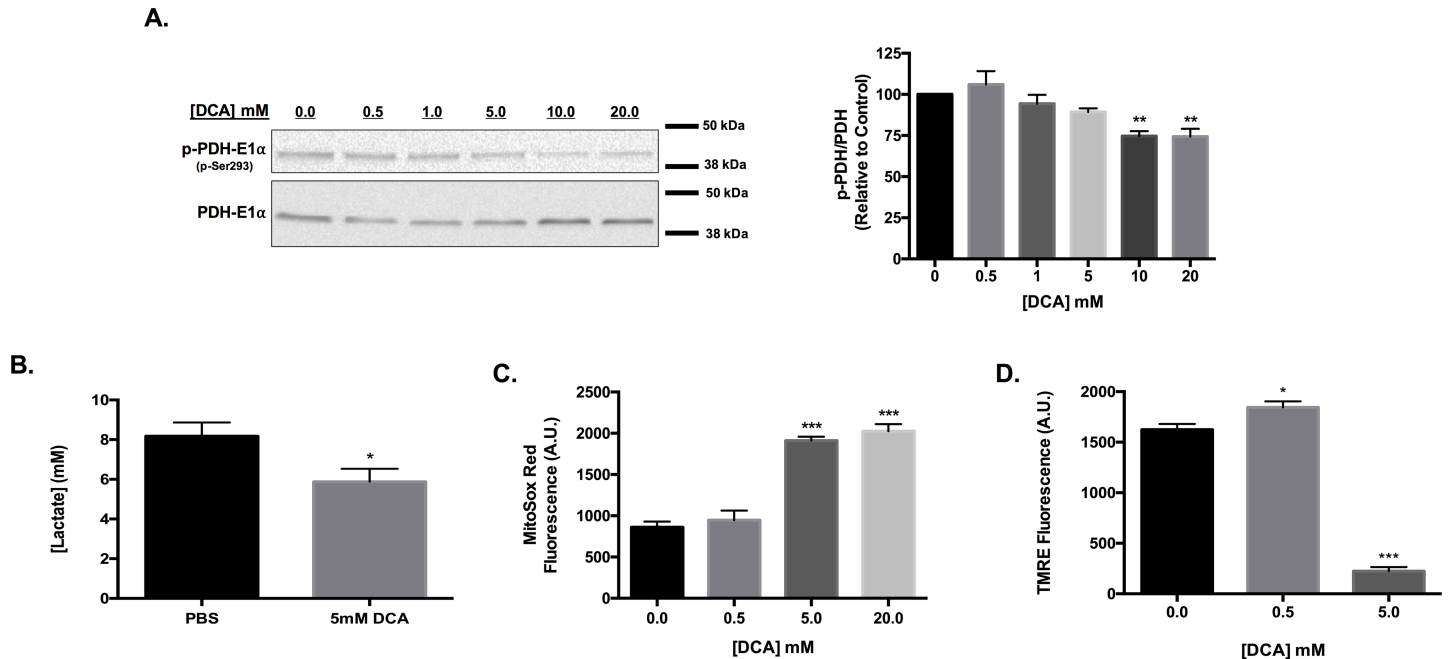 A.
[DCA] mM 0.0 0.5 1.0 5.0 10.0 20.0
50 kDa
p-PDH-E1α
(p-Ser293)
38 kDa
50 kDa
PDH-E1α
38 kDa
p-PDH/PDH
(Relative to Control)
125
100
75
50
25
0
** **
0 0.5 1 5 10 20
[DCA] mM
B.
[Lactate] (mM)
10
8
6
4
2
0
*
PBS 5mM DCA
C.
MitoSox Red
Fluorescence (A.U.)
2500
2000
1500
1000
500
0
*** ***
0.0 0.5 5.0 20.0
[DCA] mM
D.
TMRE Fluorescence (A.U.)
2000
1500
1000
500
0
* ***
0.0 0.5 5.0
[DCA] mM